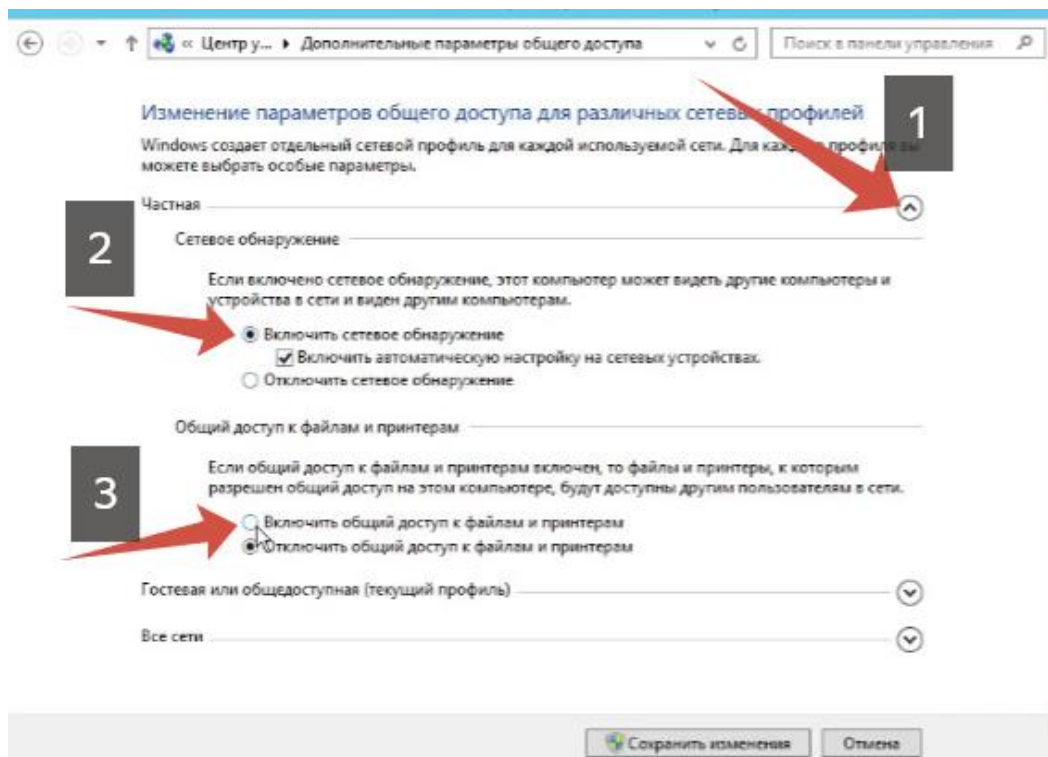 « Центр у... ▸ Дополнительные параметры общего доступа
Поиск в панели управления
1
Изменение параметров общего доступа для различных сетевых профилей
Windows создает отдельный сетевой профиль для каждой используемой сети. Для каждого профиля вы
можете выбрать особые параметры.
Частная
2
Сетевое обнаружение
Если включено сетевое обнаружение, этот компьютер может видеть другие компьютеры и
устройства в сети и виден другим компьютерам.
Включить сетевое обнаружение
Включить автоматическую настройку на сетевых устройствах.
Отключить сетевое обнаружение
Общий доступ к файлам и принтерам
3
Если общий доступ к файлам и принтерам включен, то файлы и принтеры, к которым
разрешен общий доступ на этом компьютере, будут доступны другим пользователям в сети.
Включить общий доступ к файлам и принтерам
Отключить общий доступ к файлам и принтерам
Гостевая или общедоступная (текущий профиль)
Все сети
Сохранить изменения
Отмена